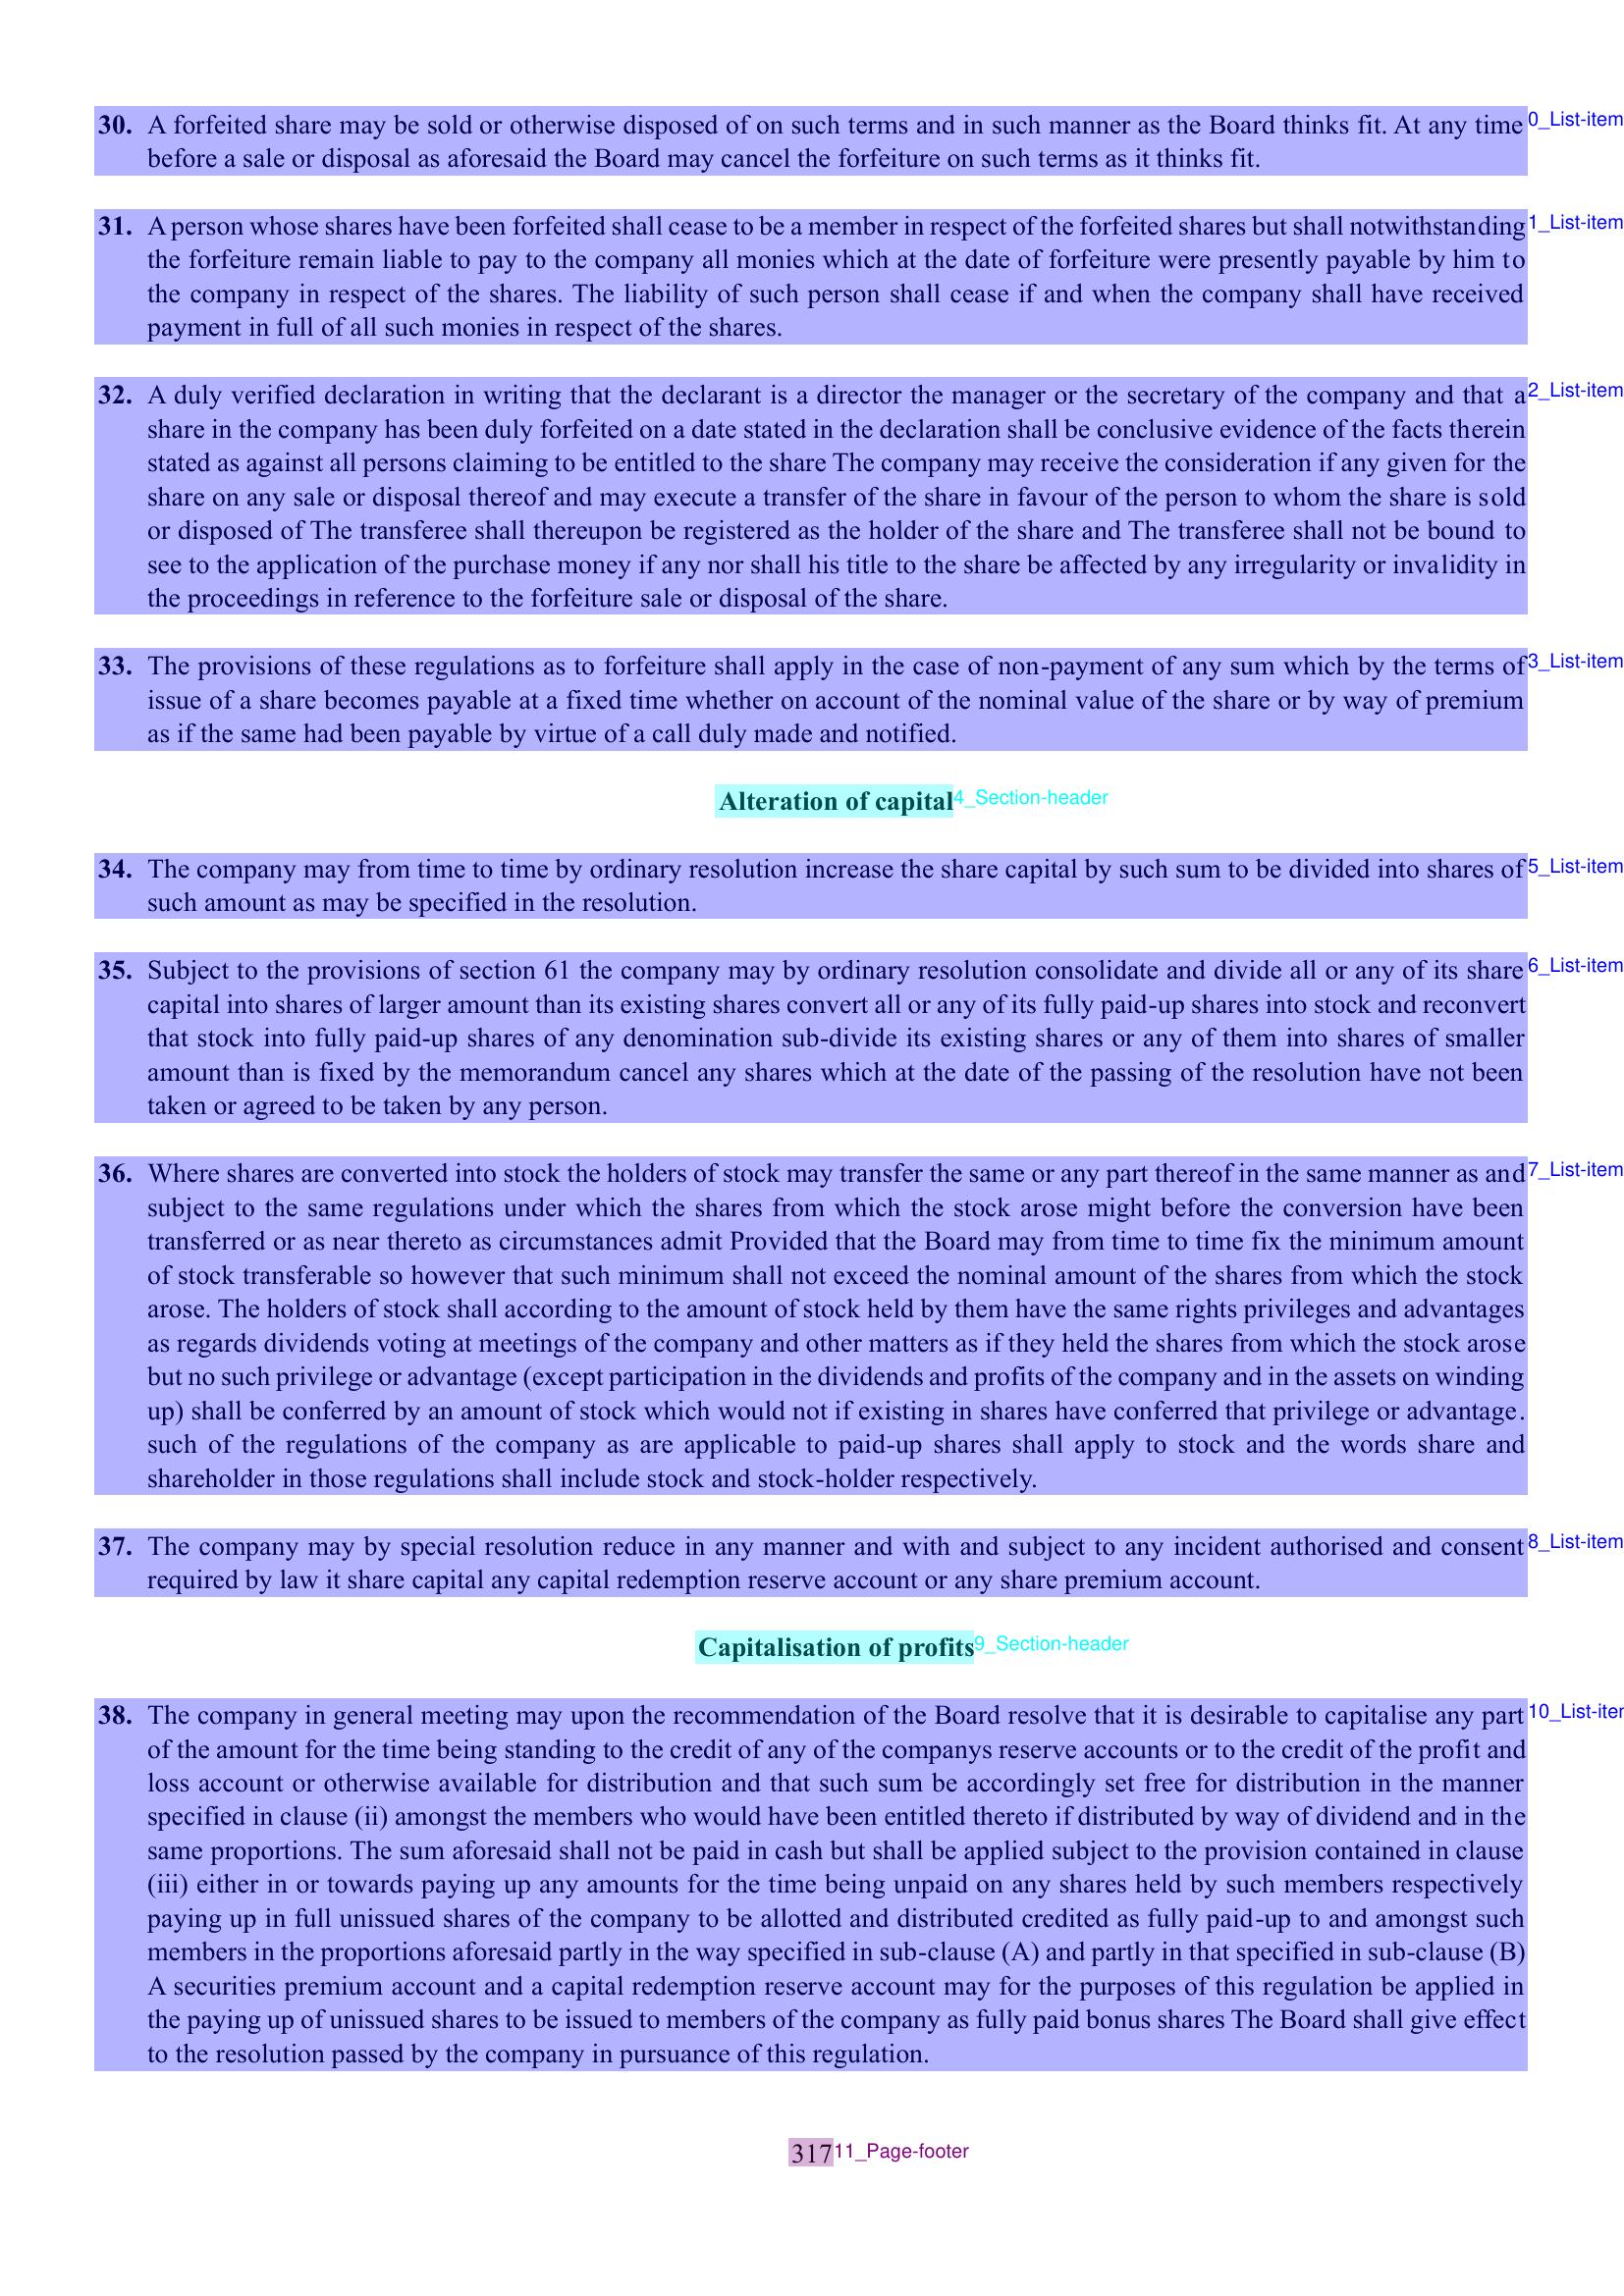 30. A forfeited share may be sold or otherwise disposed of on such terms and in such manner as the Board thinks fit. At any time 0_List-item
before a sale or disposal as aforesaid the Board may cancel the forfeiture on such terms as it thinks fit.
31. A person whose shares have been forfeited shall cease to be a member in respect of the forfeited shares but shall notwithstanding 1_List-item
the forfeiture remain liable to pay to the company all monies which at the date of forfeiture were presently payable by him to
the company in respect of the shares. The liability of such person shall cease if and when the company shall have received
payment in full of all such monies in respect of the shares.
32. A duly verified declaration in writing that the declarant is a director the manager or the secretary of the company and that a 2_List-item
share in the company has been duly forfeited on a date stated in the declaration shall be conclusive evidence of the facts therein
stated as against all persons claiming to be entitled to the share The company may receive the consideration if any given for the
share on any sale or disposal thereof and may execute a transfer of the share in favour of the person to whom the share is sold
or disposed of The transferee shall thereupon be registered as the holder of the share and The transferee shall not be bound to
see to the application of the purchase money if any nor shall his title to the share be affected by any irregularity or invalidity in
the proceedings in reference to the forfeiture sale or disposal of the share.
33. The provisions of these regulations as to forfeiture shall apply in the case of non-payment of any sum which by the terms of 3_List-item
issue of a share becomes payable at a fixed time whether on account of the nominal value of the share or by way of premium
as if the same had been payable by virtue of a call duly made and notified.
Alteration of capital 4_Section-header
34. The company may from time to time by ordinary resolution increase the share capital by such sum to be divided into shares of 5_List-item
such amount as may be specified in the resolution.
35. Subject to the provisions of section 61 the company may by ordinary resolution consolidate and divide all or any of its share 6_List-item
capital into shares of larger amount than its existing shares convert all or any of its fully paid-up shares into stock and reconvert
that stock into fully paid-up shares of any denomination sub-divide its existing shares or any of them into shares of smaller
amount than is fixed by the memorandum cancel any shares which at the date of the passing of the resolution have not been
taken or agreed to be taken by any person.
36. Where shares are converted into stock the holders of stock may transfer the same or any part thereof in the same manner as and 7_List-item
subject to the same regulations under which the shares from which the stock arose might before the conversion have been
transferred or as near thereto as circumstances admit Provided that the Board may from time to time fix the minimum amount
of stock transferable so however that such minimum shall not exceed the nominal amount of the shares from which the stock
arose. The holders of stock shall according to the amount of stock held by them have the same rights privileges and advantages
as regards dividends voting at meetings of the company and other matters as if they held the shares from which the stock arose
but no such privilege or advantage (except participation in the dividends and profits of the company and in the assets on winding
up) shall be conferred by an amount of stock which would not if existing in shares have conferred that privilege or advantage.
such of the regulations of the company as are applicable to paid-up shares shall apply to stock and the words share and
shareholder in those regulations shall include stock and stock-holder respectively.
37. The company may by special resolution reduce in any manner and with and subject to any incident authorised and consent 8_List-item
required by law it share capital any capital redemption reserve account or any share premium account.
Capitalisation of profits 9_Section-header
38. The company in general meeting may upon the recommendation of the Board resolve that it is desirable to capitalise any part 10_List-iter
of the amount for the time being standing to the credit of any of the companys reserve accounts or to the credit of the profit and
loss account or otherwise available for distribution and that such sum be accordingly set free for distribution in the manner
specified in clause (ii) amongst the members who would have been entitled thereto if distributed by way of dividend and in the
same proportions. The sum aforesaid shall not be paid in cash but shall be applied subject to the provision contained in clause
(iii) either in or towards paying up any amounts for the time being unpaid on any shares held by such members respectively
paying up in full unissued shares of the company to be allotted and distributed credited as fully paid-up to and amongst such
members in the proportions aforesaid partly in the way specified in sub-clause (A) and partly in that specified in sub-clause (B)
A securities premium account and a capital redemption reserve account may for the purposes of this regulation be applied in
the paying up of unissued shares to be issued to members of the company as fully paid bonus shares The Board shall give effect
to the resolution passed by the company in pursuance of this regulation.
317 11_Page-footer